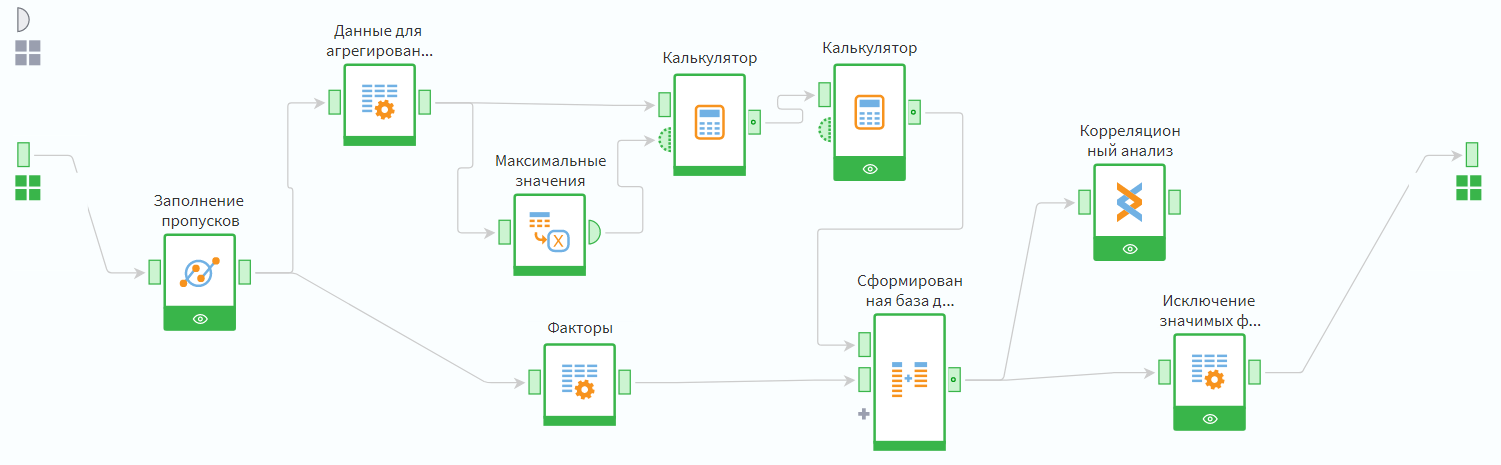 Данные для
агрегирован...
Калькулятор
Калькулятор
Максимальные
значения
Корреляцион
ный анализ
Заполнение
пропусков
Сформирован
ная база д...
Исключение
значимых ф...
Факторы